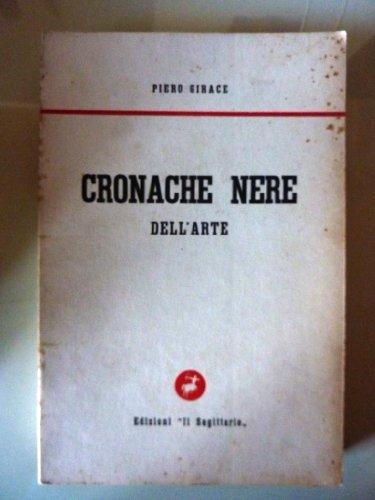 PIERO GIRACE
CRONACHE NERE
DELL'ARTE
Edizioni "Il Sagittario„